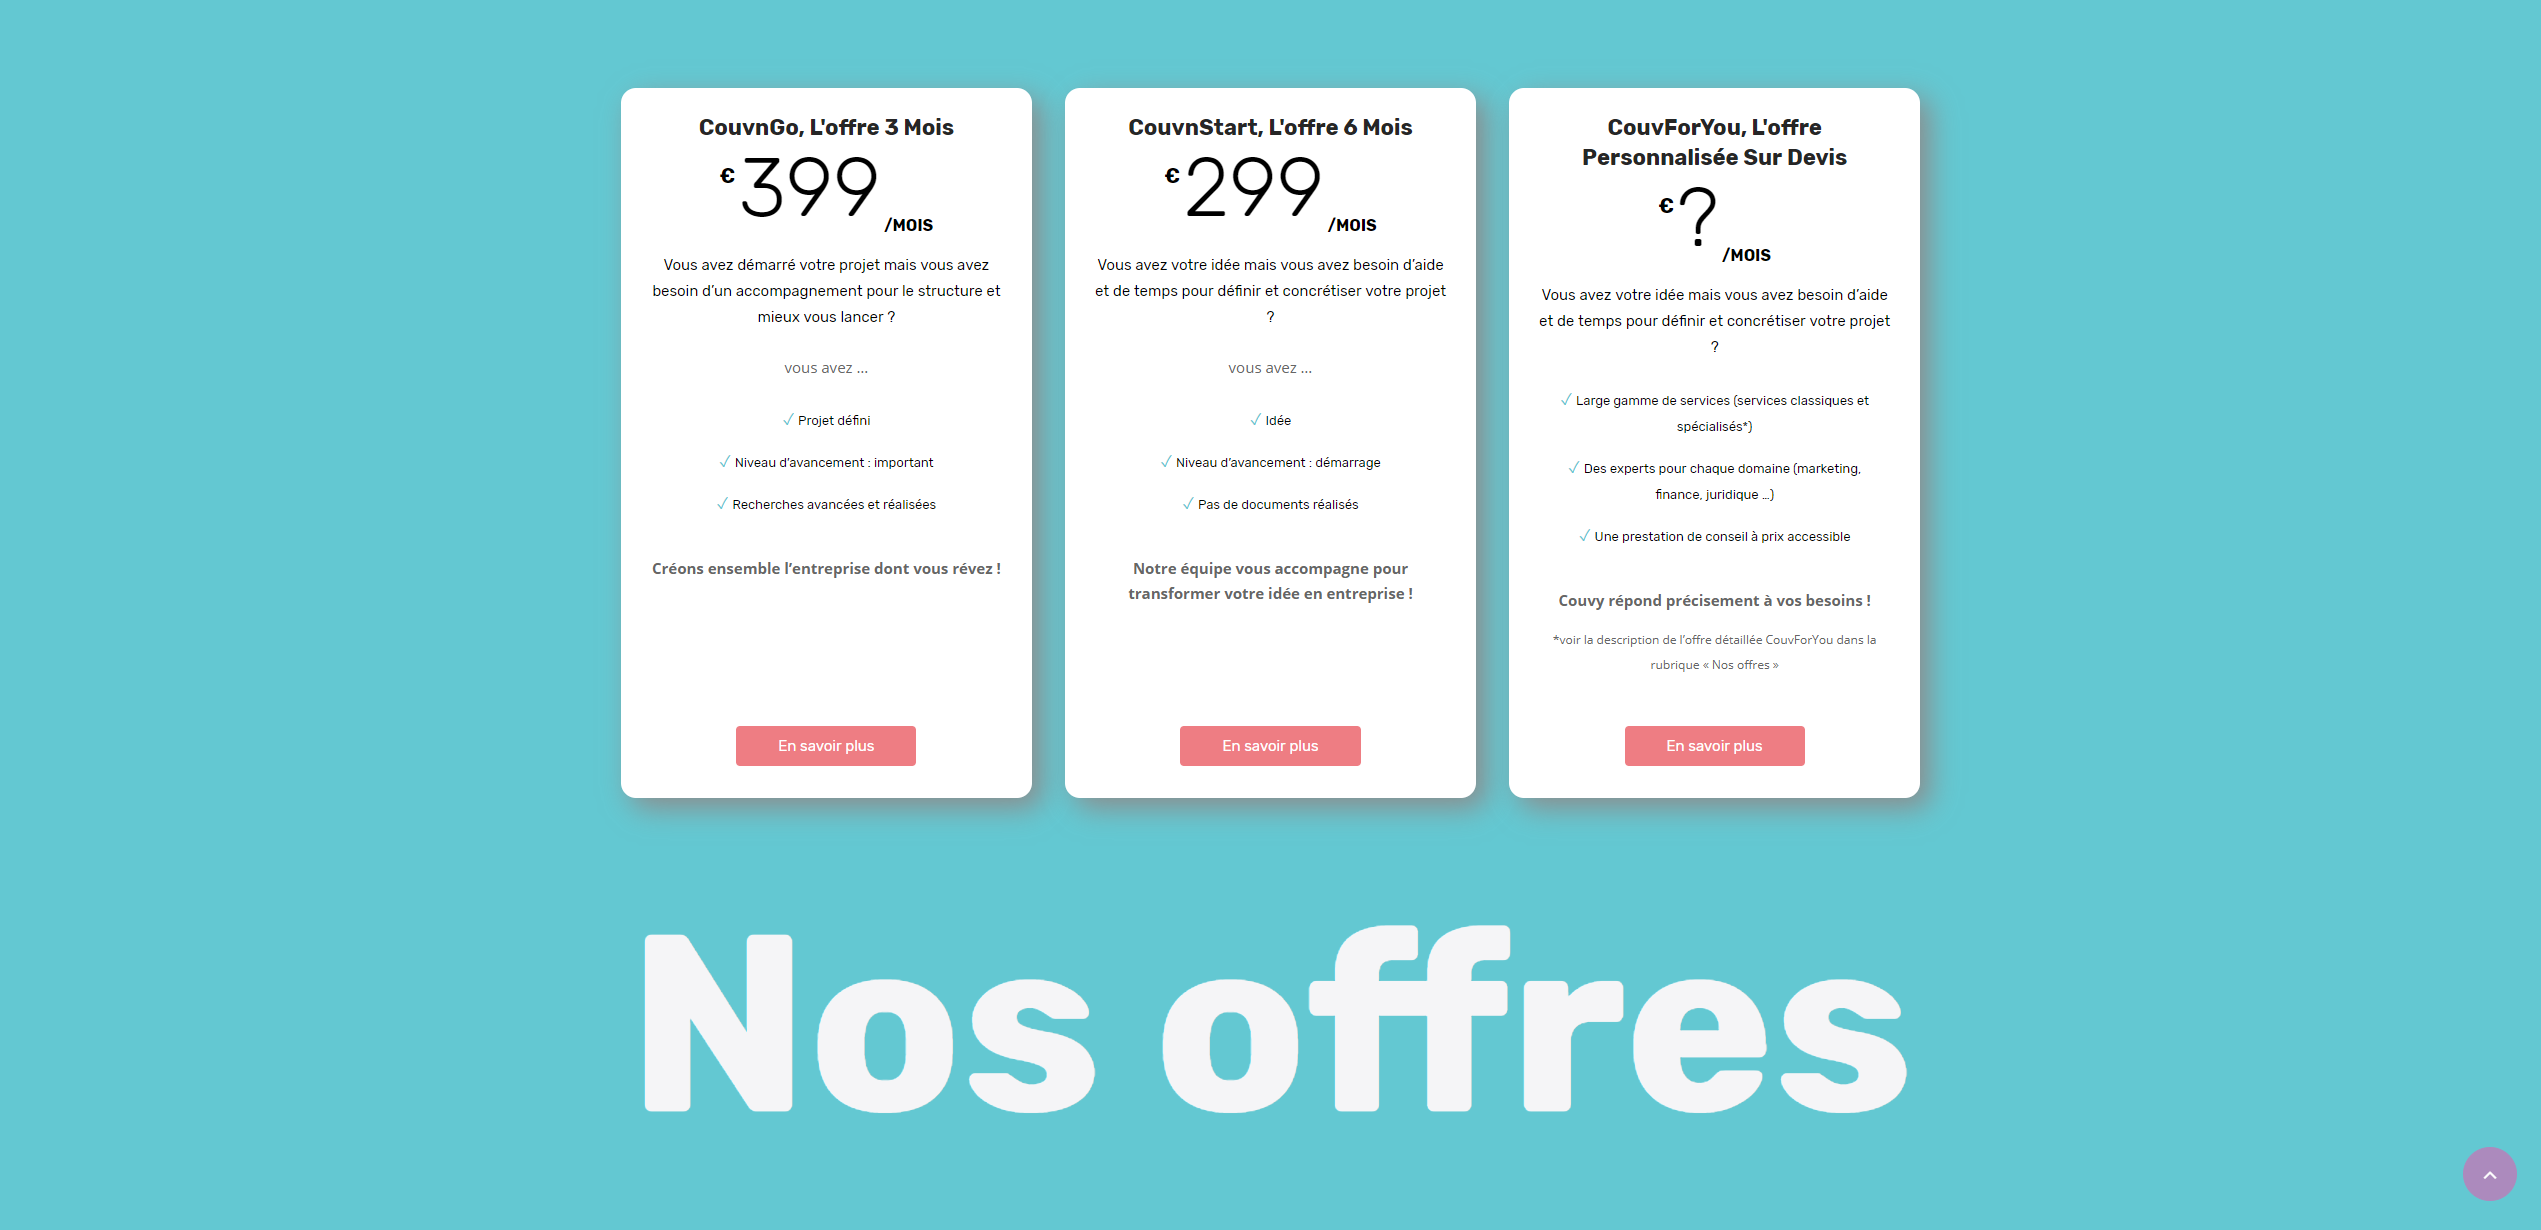 CouvnGo, L'offre 3 Mois
€399/MOIS
Vous avez démarré votre projet mais vous avez
besoin d’un accompagnement pour le structure et
mieux vous lancer ?
vous avez …
✓ Projet défini
✓ Niveau d’avancement : important
✓ Recherches avancées et réalisées
Créons ensemble l’entreprise dont vous révez !
En savoir plus
CouvnStart, L'offre 6 Mois
€299/MOIS
Vous avez votre idée mais vous avez besoin d’aide
et de temps pour définir et concrétiser votre projet
?
vous avez …
✓ Idée
✓ Niveau d’avancement : démarrage
✓ Pas de documents réalisés
Notre équipe vous accompagne pour
transformer votre idée en entreprise !
En savoir plus
CouvForYou, L'offre
Personnalisée Sur Devis
€?/MOIS
Vous avez votre idée mais vous avez besoin d’aide
et de temps pour définir et concrétiser votre projet
?
✓ Large gamme de services (services classiques et
spécialisés*)
✓ Des experts pour chaque domaine (marketing,
finance, juridique …)
✓ Une prestation de conseil à prix accessible
Couvy répond précisement à vos besoins !
*voir la description de l’offre détaillée CouvForYou dans la
rubrique « Nos offres »
En savoir plus
Nos offres